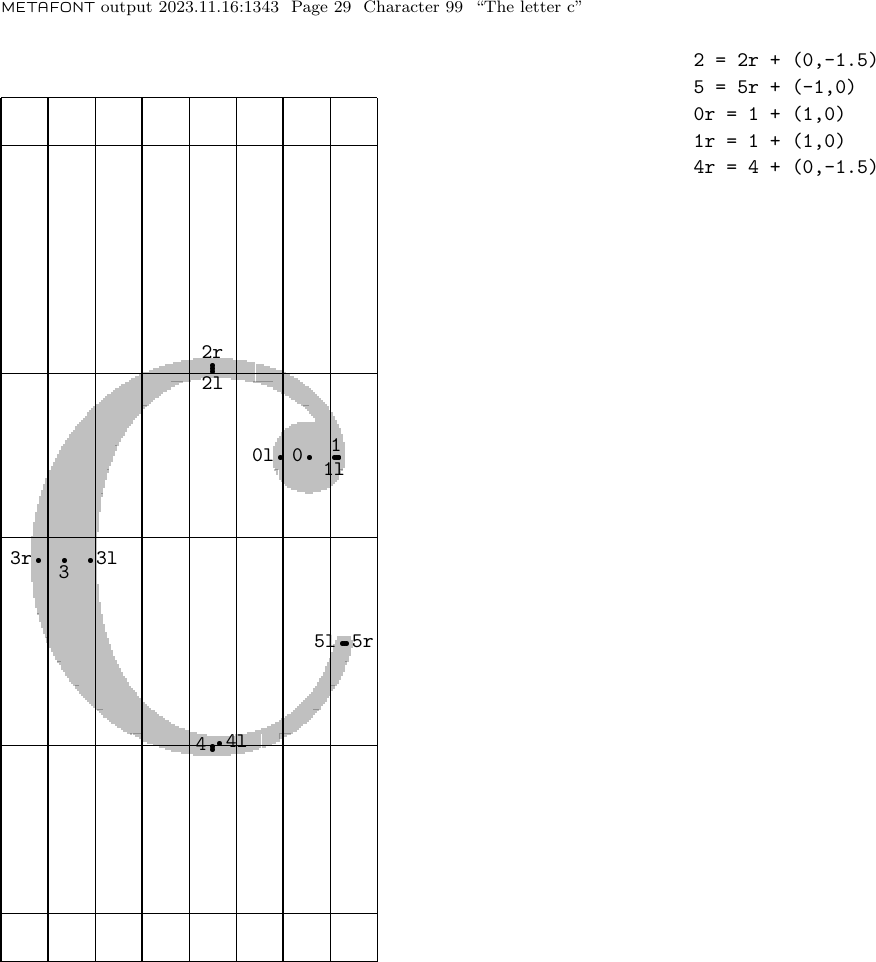 METAFONT output 2023.11.16:1343 Page 29 Character 99 “The letter c”
2 = 2r + (0,-1.5)
5 = 5r + (-1,0)
0r = 1 + (1,0)
1r = 1 + (1,0)
4r = 4 + (0,-1.5)
2r
2l
1
0l 0
1l
3r 3l
3
5l 5r
4 4l